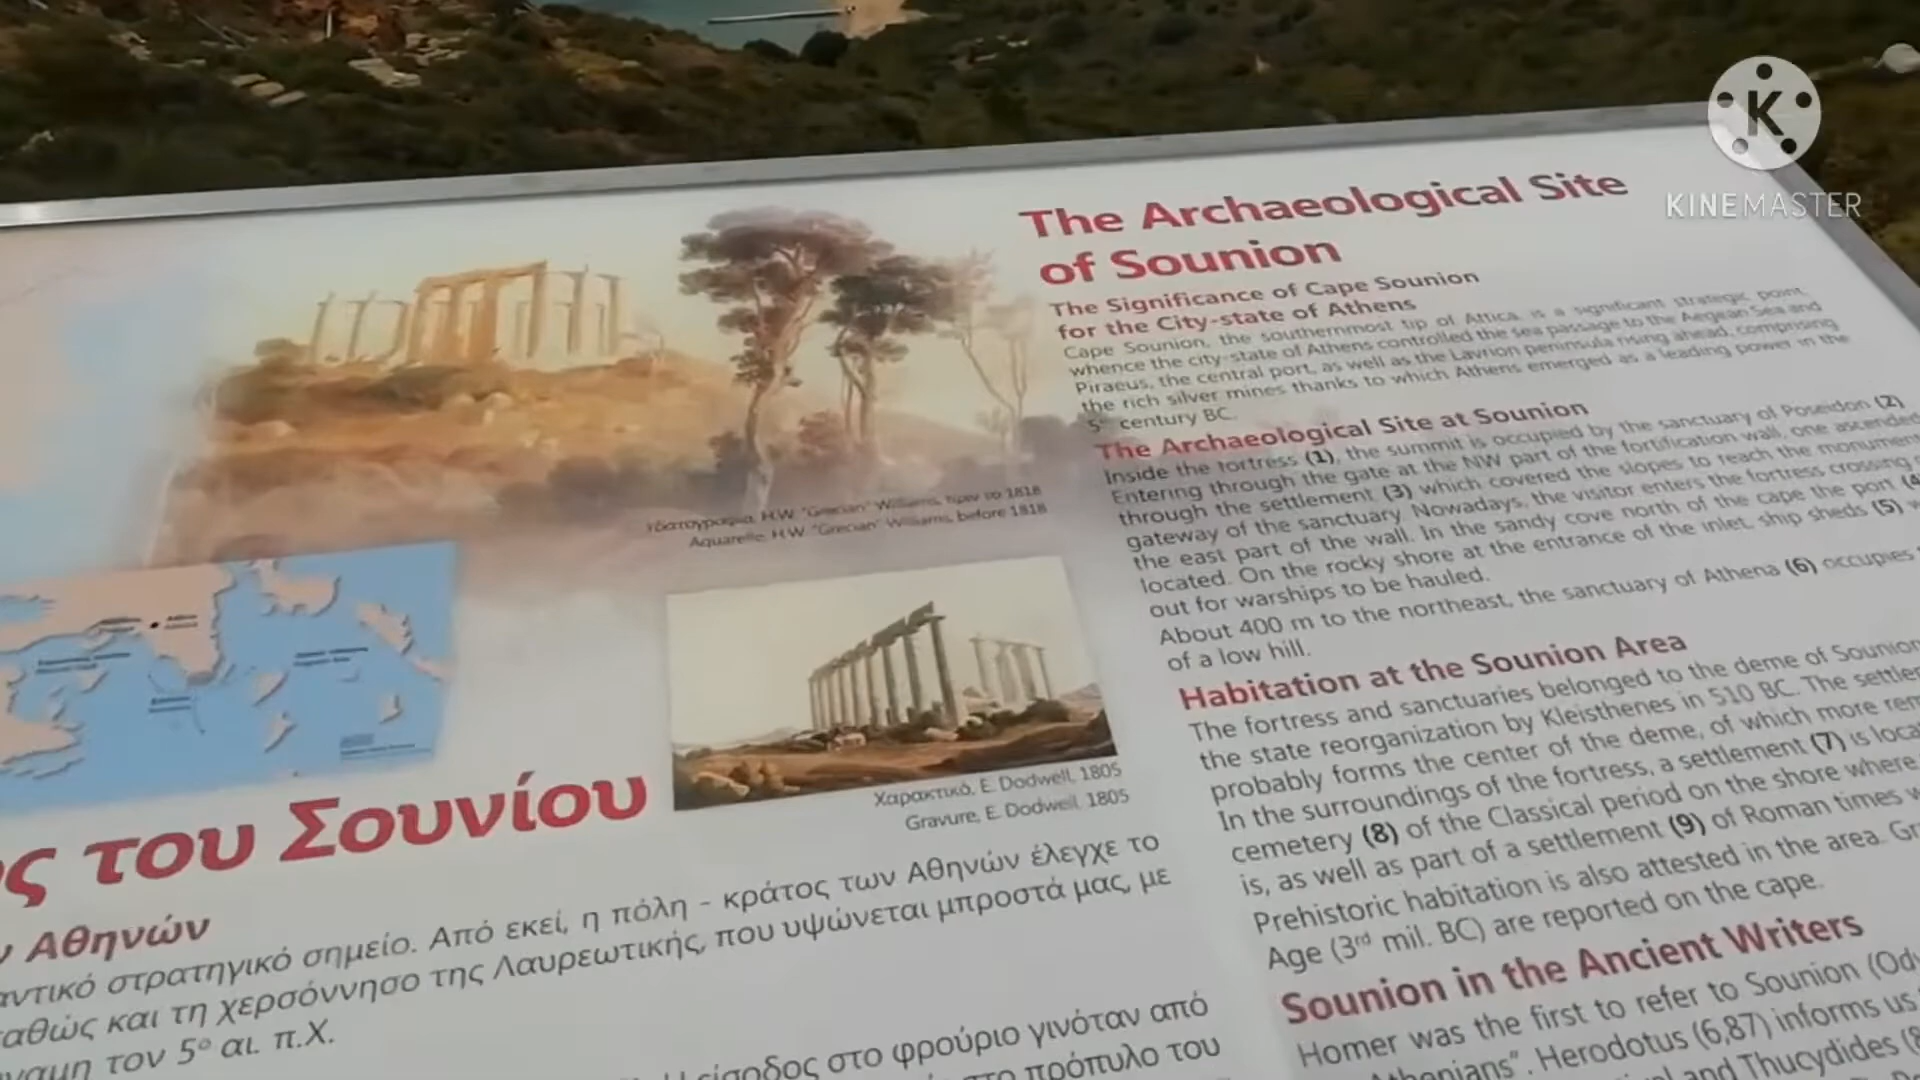 K
KINEMASTER
The Archaeological Site
of Sounion
The Significance of Cape Sounion
for the City-state of Athens
Cape Sounion, the southernmost tip of Attica, is a significant strategic point,
whence the city-state of Athens controlled the sea passage to the Aegean Sea and
Piraeus, the central port, as well as the Lavrion peninsula rising ahead, comprising
the rich silver mines thanks to which Athens emerged as a leading power in the
5th century BC.
The Archaeological Site at Sounion
Inside the fortress (1), the summit is occupied by the sanctuary of Poseidon (2)
Entering through the gate at the NW part of the fortification wall, one ascended
through the settlement (3) which covered the slopes to reach the monument
gateway of the sanctuary. Nowadays, the visitor enters the fortress crossing
the east part of the wall. In the sandy cove north of the cape the port (4
located. On the rocky shore at the entrance of the inlet, ship sheds (5) w
out for warships to be hauled.
About 400 m to the northeast, the sanctuary of Athena (6) occupies
of a low hill.
Habitation at the Sounion Area
The fortress and sanctuaries belonged to the deme of Sounion
the state reorganization by Kleisthenes in 510 BC. The settlem
probably forms the center of the deme, of which more rem
In the surroundings of the fortress, a settlement (7) is loca
cemetery (8) of the Classical period on the shore where
is, as well as part of a settlement (9) of Roman times w
Prehistoric habitation is also attested in the area. Gr
Age (3rd mil. BC) are reported on the cape.
Sounion in the Ancient Writers
Homer was the first to refer to Sounion (Ody
Athenians". Herodotus (6,87) informs us
and Thucydides (8
Υδατογραφία, H.W. "Grecian" Williams, πριν το 1818
Aquarelle, H.W. "Grecian" Williams, before 1818
Χαρακτικό, E. Dodwell, 1805
Gravure, E. Dodwell, 1805
ος του Σουνίου
ν Αθηνών
αντικό στρατηγικό σημείο. Από εκεί, η πόλη - κράτος των Αθηνών έλεγχε το
καθώς και τη χερσόννησο της Λαυρεωτικής, που υψώνεται μπροστά μας, με
ναμη τον 5ο αι. π.Χ.
είσοδος στο φρούριο γινόταν από
στο πρόπυλο του